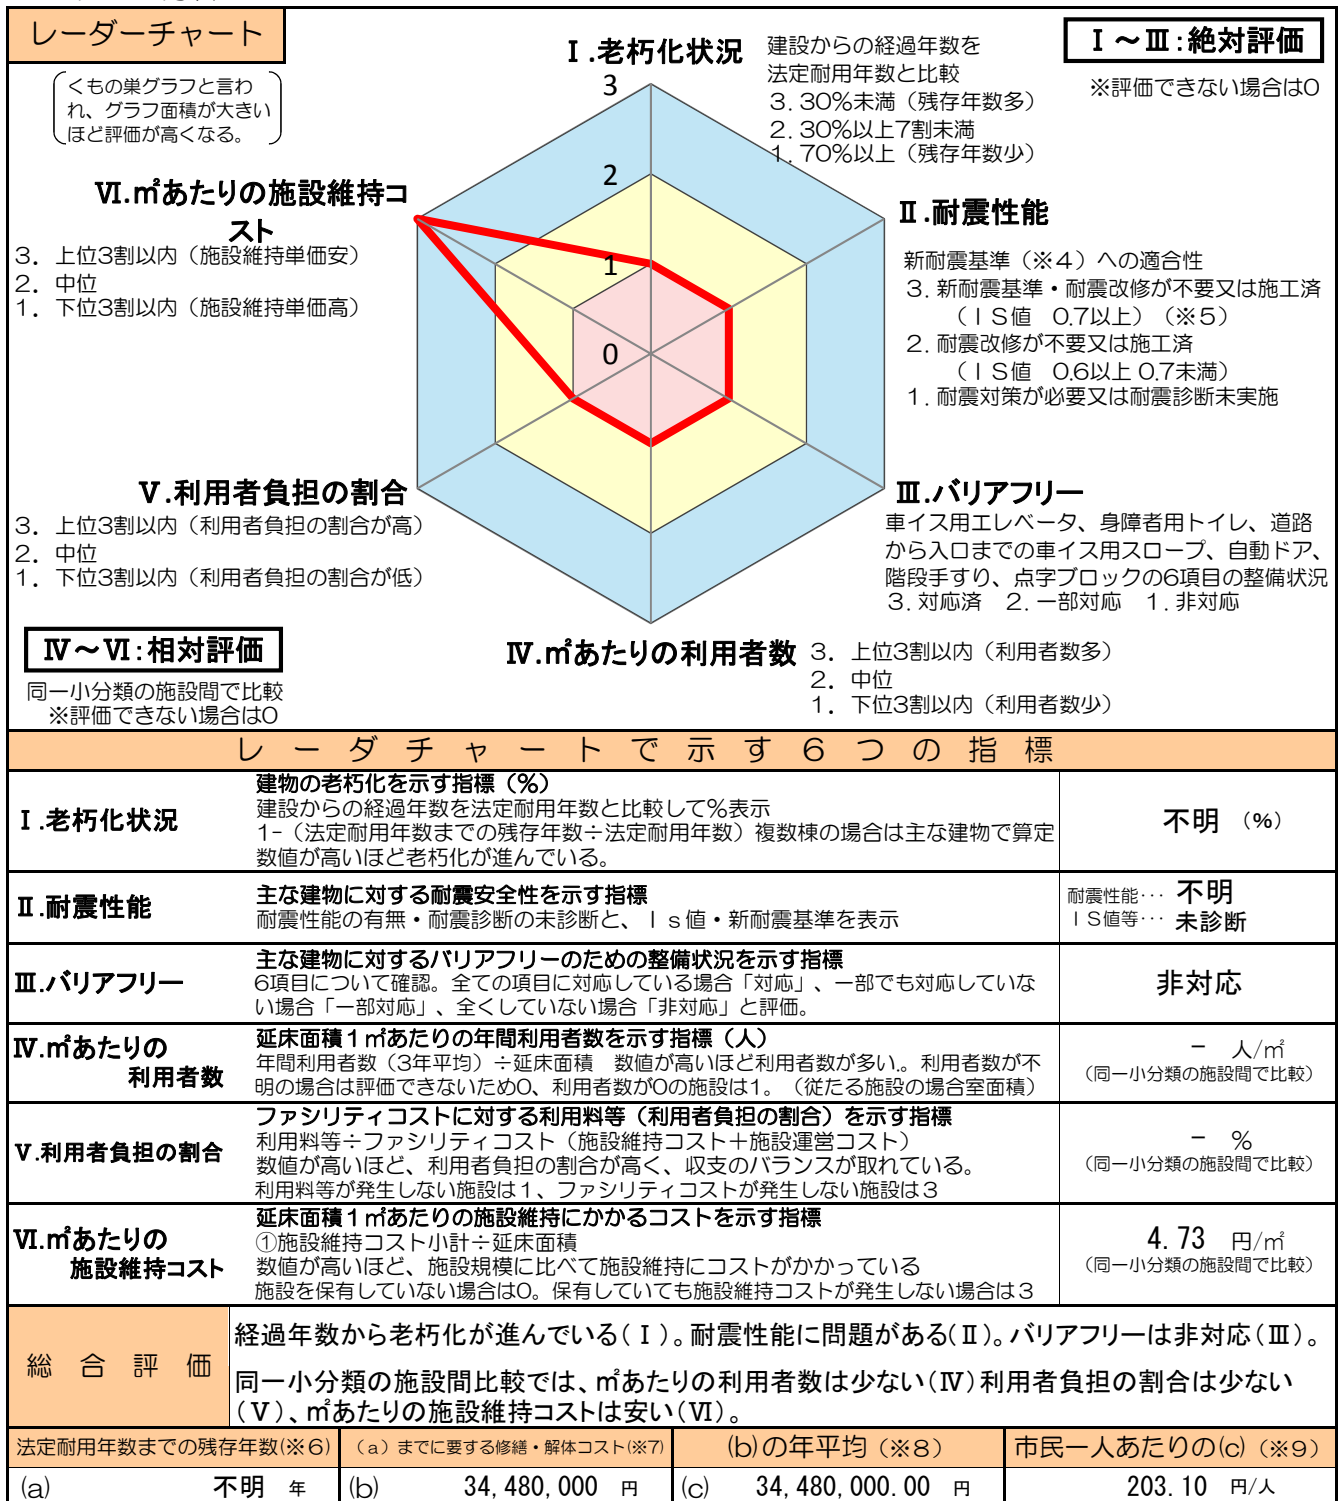 レーダーチャート
くもの巣グラフと言わ
れ、グラフ面積が大きい
ほど評価が高くなる。
Ⅰ～Ⅲ：絶対評価
※評価できない場合は0
Ⅰ.老朽化状況
建設からの経過年数を
法定耐用年数と比較
3. 30％未満（残存年数多）
2. 30％以上7割未満
1. 70％以上（残存年数少）
3
2
1
0
Ⅱ.耐震性能
新耐震基準（※４）への適合性
3. 新耐震基準・耐震改修が不要又は施工済
（ＩＳ値　0.7以上）（※５）
2. 耐震改修が不要又は施工済
（ＩＳ値　0.6以上 0.7未満）
1. 耐震対策が必要又は耐震診断未実施
Ⅵ.㎡あたりの施設維持コ
スト
3．上位3割以内（施設維持単価安）
2．中位
1．下位3割以内（施設維持単価高）
Ⅴ.利用者負担の割合
3．上位3割以内（利用者負担の割合が高）
2．中位
1．下位3割以内（利用者負担の割合が低）
Ⅲ.バリアフリー
車イス用エレベータ、身障者用トイレ、道路
から入口までの車イス用スロープ、自動ドア、
階段手すり、点字ブロックの6項目の整備状況
3. 対応済　2. 一部対応　1. 非対応
Ⅳ～Ⅵ：相対評価
同一小分類の施設間で比較
※評価できない場合は0
Ⅳ.㎡あたりの利用者数
3．上位3割以内（利用者数多）
2．中位
1．下位3割以内（利用者数少）
レーダチャートで示す６つの指標
Ⅰ.老朽化状況
建物の老朽化を示す指標（％）
建設からの経過年数を法定耐用年数と比較して％表示
1-（法定耐用年数までの残存年数÷法定耐用年数）複数棟の場合は主な建物で算定
数値が高いほど老朽化が進んでいる。
不明（％）
Ⅱ.耐震性能
主な建物に対する耐震安全性を示す指標
耐震性能の有無・耐震診断の未診断と、Ｉｓ値・新耐震基準を表示
耐震性能… 不明
ＩＳ値等… 未診断
Ⅲ.バリアフリー
主な建物に対するバリアフリーのための整備状況を示す指標
6項目について確認。全ての項目に対応している場合「対応」、一部でも対応していな
い場合「一部対応」、全くしていない場合「非対応」と評価。
非対応
Ⅳ.㎡あたりの
利用者数
延床面積１㎡あたりの年間利用者数を示す指標（人）
年間利用者数（3年平均）÷延床面積　数値が高いほど利用者数が多い。利用者数が不
明の場合は評価できないため0、利用者数が0の施設は1。（従たる施設の場合室面積）
－　人/㎡
（同一小分類の施設間で比較）
Ⅴ.利用者負担の割合
ファシリティコストに対する利用料等（利用者負担の割合）を示す指標
利用料等÷ファシリティコスト（施設維持コスト＋施設運営コスト）
数値が高いほど、利用者負担の割合が高く、収支のバランスが取れている。
利用料等が発生しない施設は１、ファシリティコストが発生しない施設は３
－　％
（同一小分類の施設間で比較）
Ⅵ.㎡あたりの
施設維持コスト
延床面積１㎡あたりの施設維持にかかるコストを示す指標
①施設維持コスト小計÷延床面積
数値が高いほど、施設規模に比べて施設維持にコストがかかっている
施設を保有していない場合は0。保有していても施設維持コストが発生しない場合は３
4.73　円/㎡
（同一小分類の施設間で比較）
総合評価
経過年数から老朽化が進んでいる（Ⅰ）。耐震性能に問題がある（Ⅱ）。バリアフリーは非対応（Ⅲ）。
同一小分類の施設間比較では、㎡あたりの利用者数は少ない（Ⅳ）利用者負担の割合は少ない
（Ⅴ）、㎡あたりの施設維持コストは安い（Ⅵ）。
法定耐用年数までの残存年数(※６)
（a）までに要する修繕・解体コスト(※7)
(b)の年平均（※８）
市民一人あたりの(c)（※９）
(a)　不明　年
(b)　34,480,000　円
(c)　34,480,000.00　円
203.10　円/人